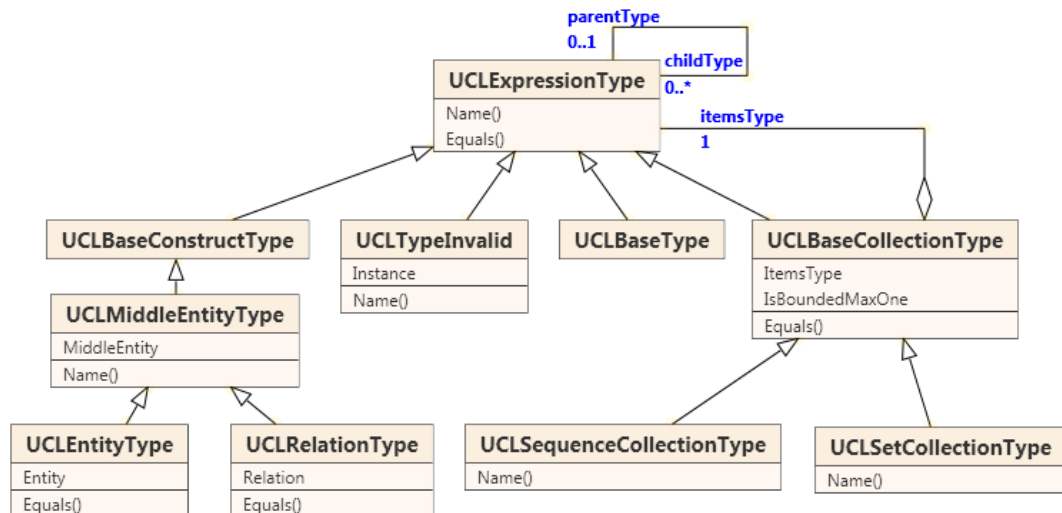 parentType
0..1
childType
0..*
UCLExpressionType
Name()
Equals()
itemsType
1
UCLBaseConstructType
UCLTypeInvalid
Instance
Name()
UCLBaseType
UCLBaseCollectionType
ItemsType
IsBoundedMaxOne
Equals()
UCLMiddleEntityType
MiddleEntity
Name()
UCLEntityType
Entity
Equals()
UCLRelationType
Relation
Equals()
UCLSequenceCollectionType
Name()
UCLSetCollectionType
Name()